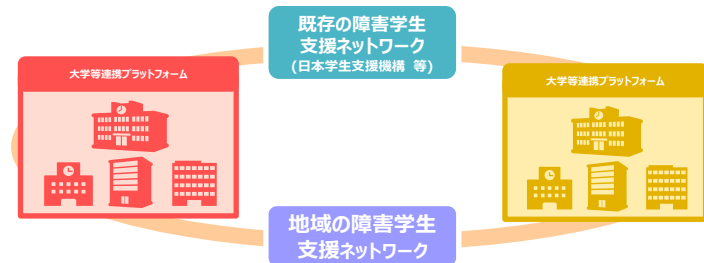 既存の障害学生
支援ネットワーク
(日本学生支援機構 等)
大学等連携プラットフォーム
大学等連携プラットフォーム
地域の障害学生
支援ネットワーク